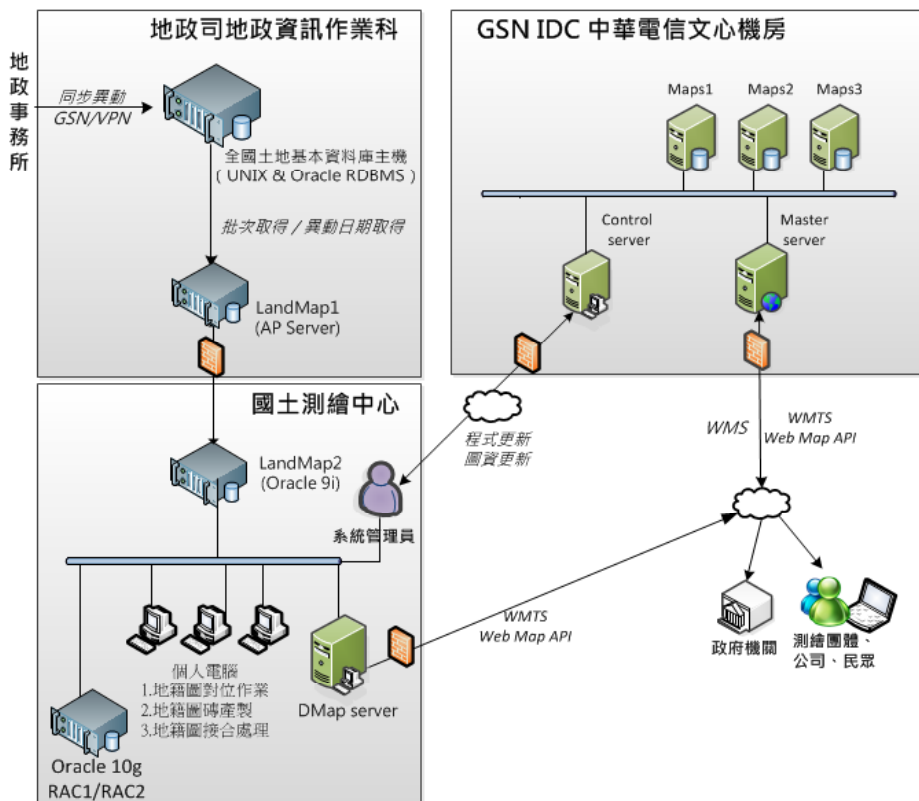 地政事務所
地政司地政資訊作業科
同步異動
GSN/VPN
全國土地基本資料庫主機
( UNIX & Oracle RDBMS )
批次取得 / 異動日期取得
LandMap1
(AP Server)
GSN IDC 中華電信文心機房
Maps1
Maps2
Maps3
Control
server
Master
server
國土測繪中心
LandMap2
(Oracle 9i)
系統管理員
程式更新
圖資更新
WMS
WMTS
Web Map API
個人電腦
1.地籍圖對位作業
2.地籍圖磚產製
3.地籍圖接合處理
DMap server
Oracle 10g
RAC1/RAC2
WMTS
Web Map API
政府機關
測繪團體、
公司、民眾